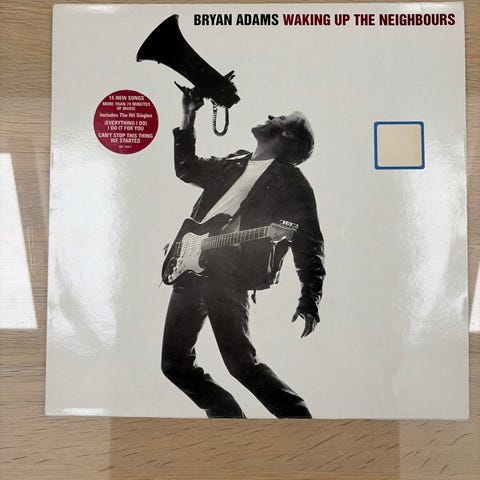 BRYAN ADAMS WAKING UP THE NEIGHBOURS
15 NEW SONGS
MORE THAN 74 MINUTES
OF MUSIC
Includes The Hit Singles
(EVERYTHING I DO)
I DO IT FOR YOU
CAN'T STOP THIS THING
WE STARTED